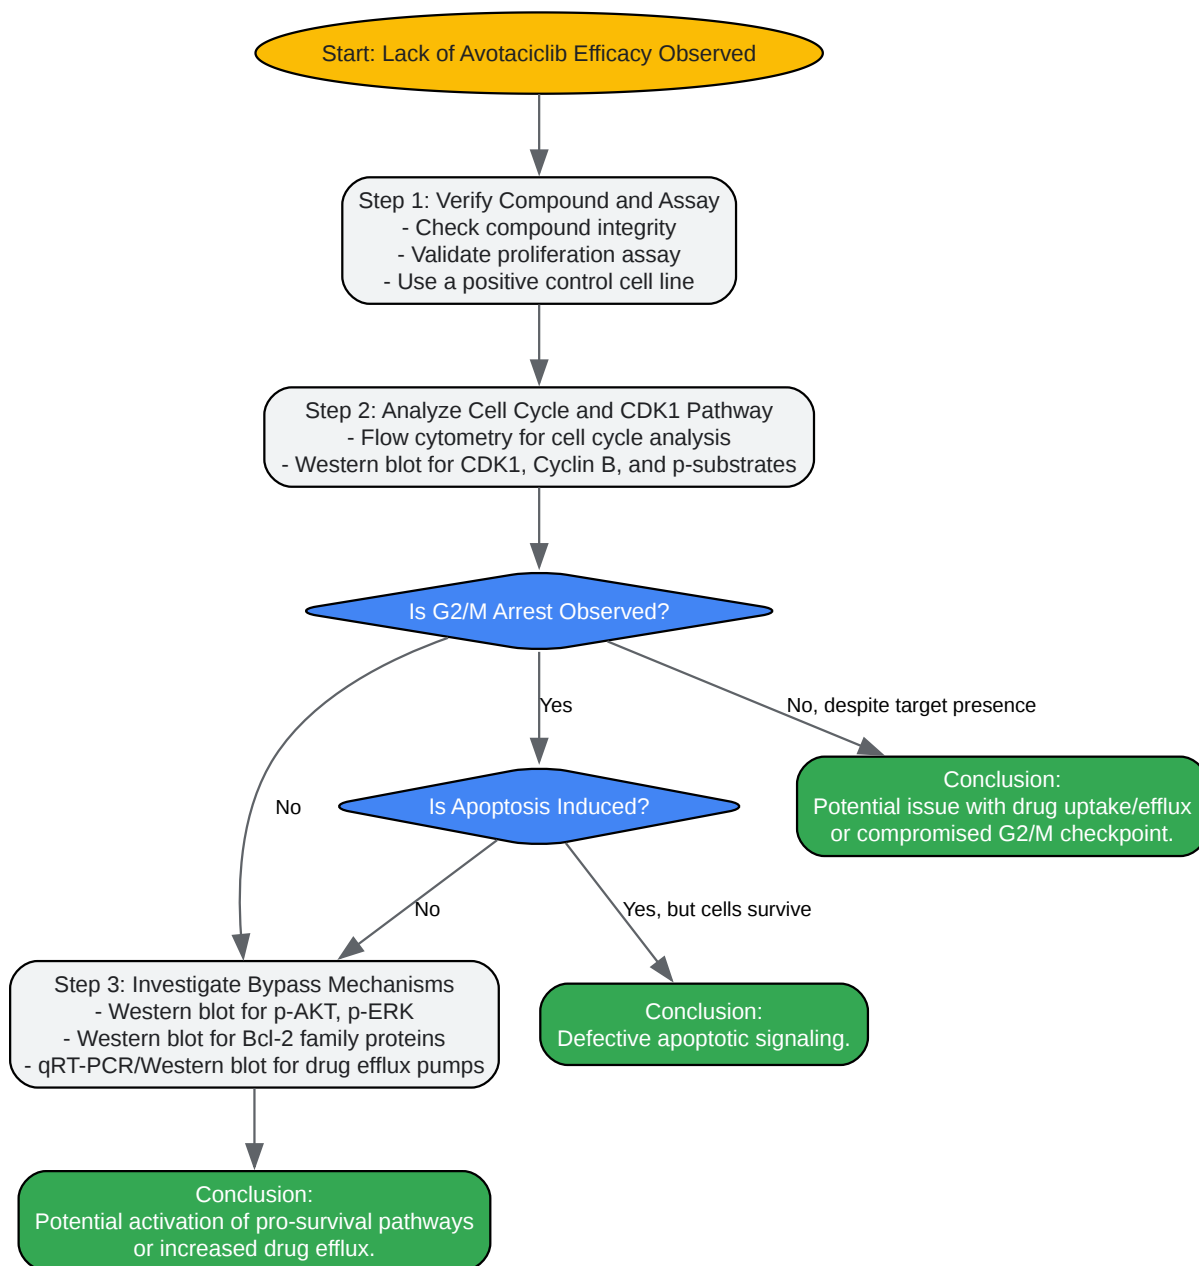 Start: Lack of Avotaciclib Efficacy Observed
Step 1: Verify Compound and Assay
- Check compound integrity
- Validate proliferation assay
- Use a positive control cell line
Step 2: Analyze Cell Cycle and CDK1 Pathway
- Flow cytometry for cell cycle analysis
- Western blot for CDK1, Cyclin B, and p-substrates
Is G2/M Arrest Observed?
No, despite target presence
Yes
Conclusion:
Potential issue with drug uptake/efflux
or compromised G2/M checkpoint.
No
Is Apoptosis Induced?
No
Yes, but cells survive
Step 3: Investigate Bypass Mechanisms
- Western blot for p-AKT, p-ERK
- Western blot for Bcl-2 family proteins
- qRT-PCR/Western blot for drug efflux pumps
Conclusion:
Defective apoptotic signaling.
Conclusion:
Potential activation of pro-survival pathways
or increased drug efflux.